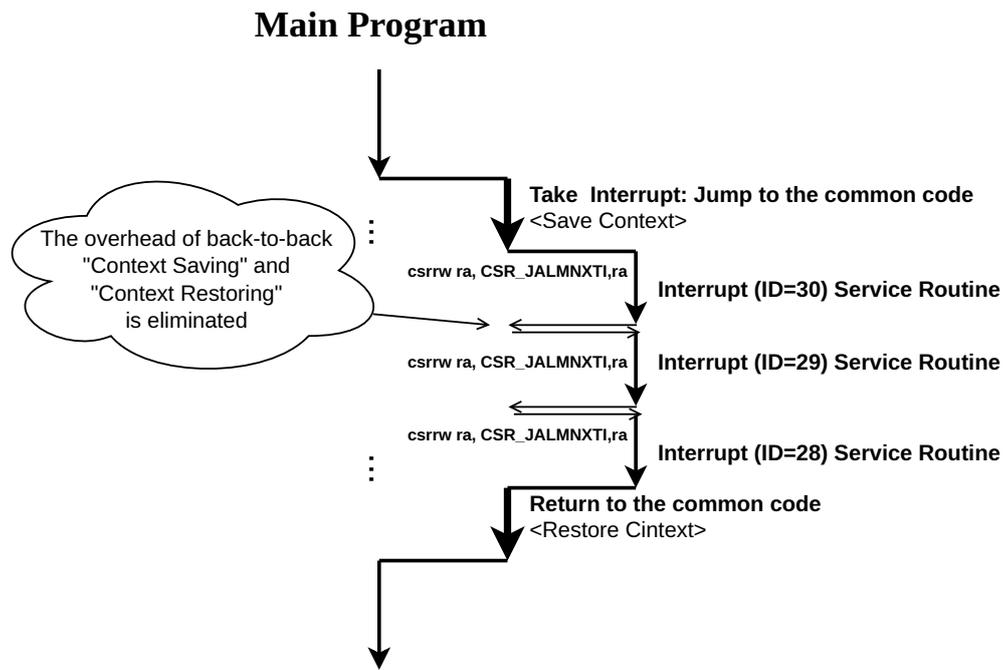 Main Program
Take  Interrupt: Jump to the common code
<Save Context>
The overhead of back-to-back
"Context Saving" and
"Context Restoring"
is eliminated
csrrw ra, CSR_JALMNXTI,ra
Interrupt (ID=30) Service Routine
csrrw ra, CSR_JALMNXTI,ra
Interrupt (ID=29) Service Routine
csrrw ra, CSR_JALMNXTI,ra
Interrupt (ID=28) Service Routine
Return to the common code
<Restore Cintext>